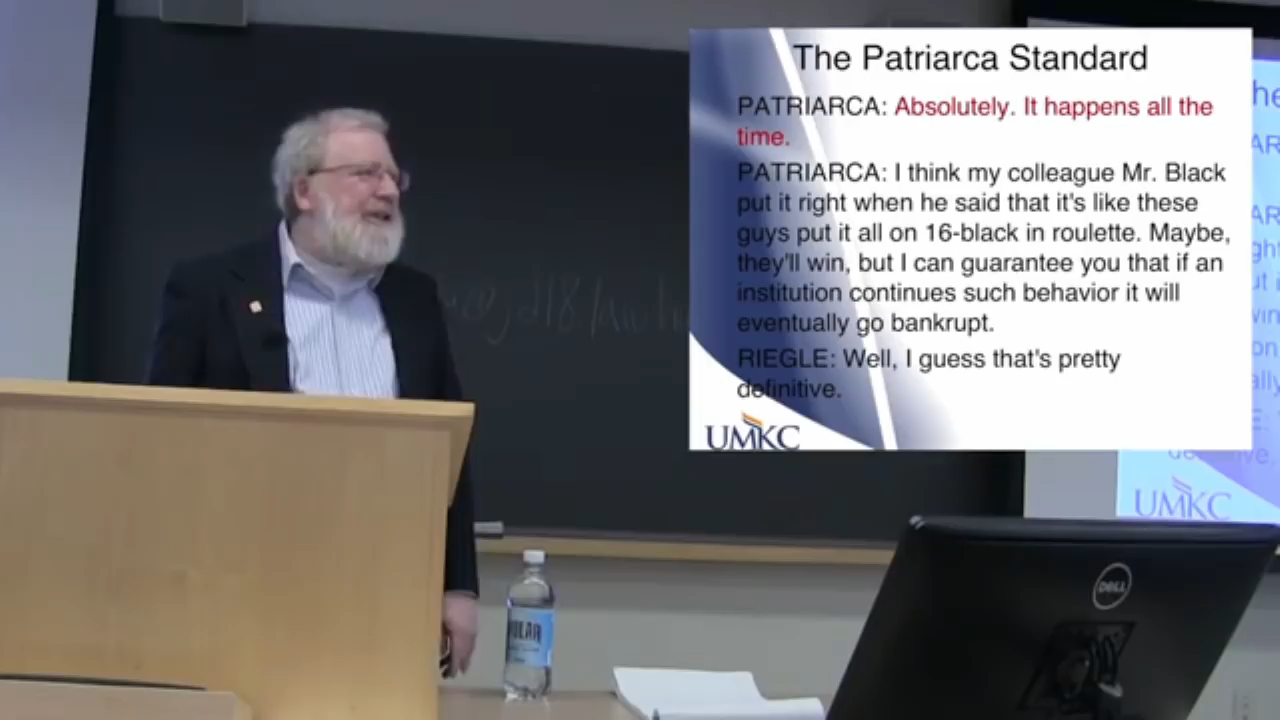 The Patriarca Standard
PATRIARCA: Absolutely. It happens all the
time.
PATRIARCA: I think my colleague Mr. Black
put it right when he said that it's like these
guys put it all on 16-black in roulette. Maybe,
they'll win, but I can guarantee you that if an
institution continues such behavior it will
eventually go bankrupt.
RIEGLE: Well, I guess that's pretty
definitive.
UMKC
UMKC
DELL